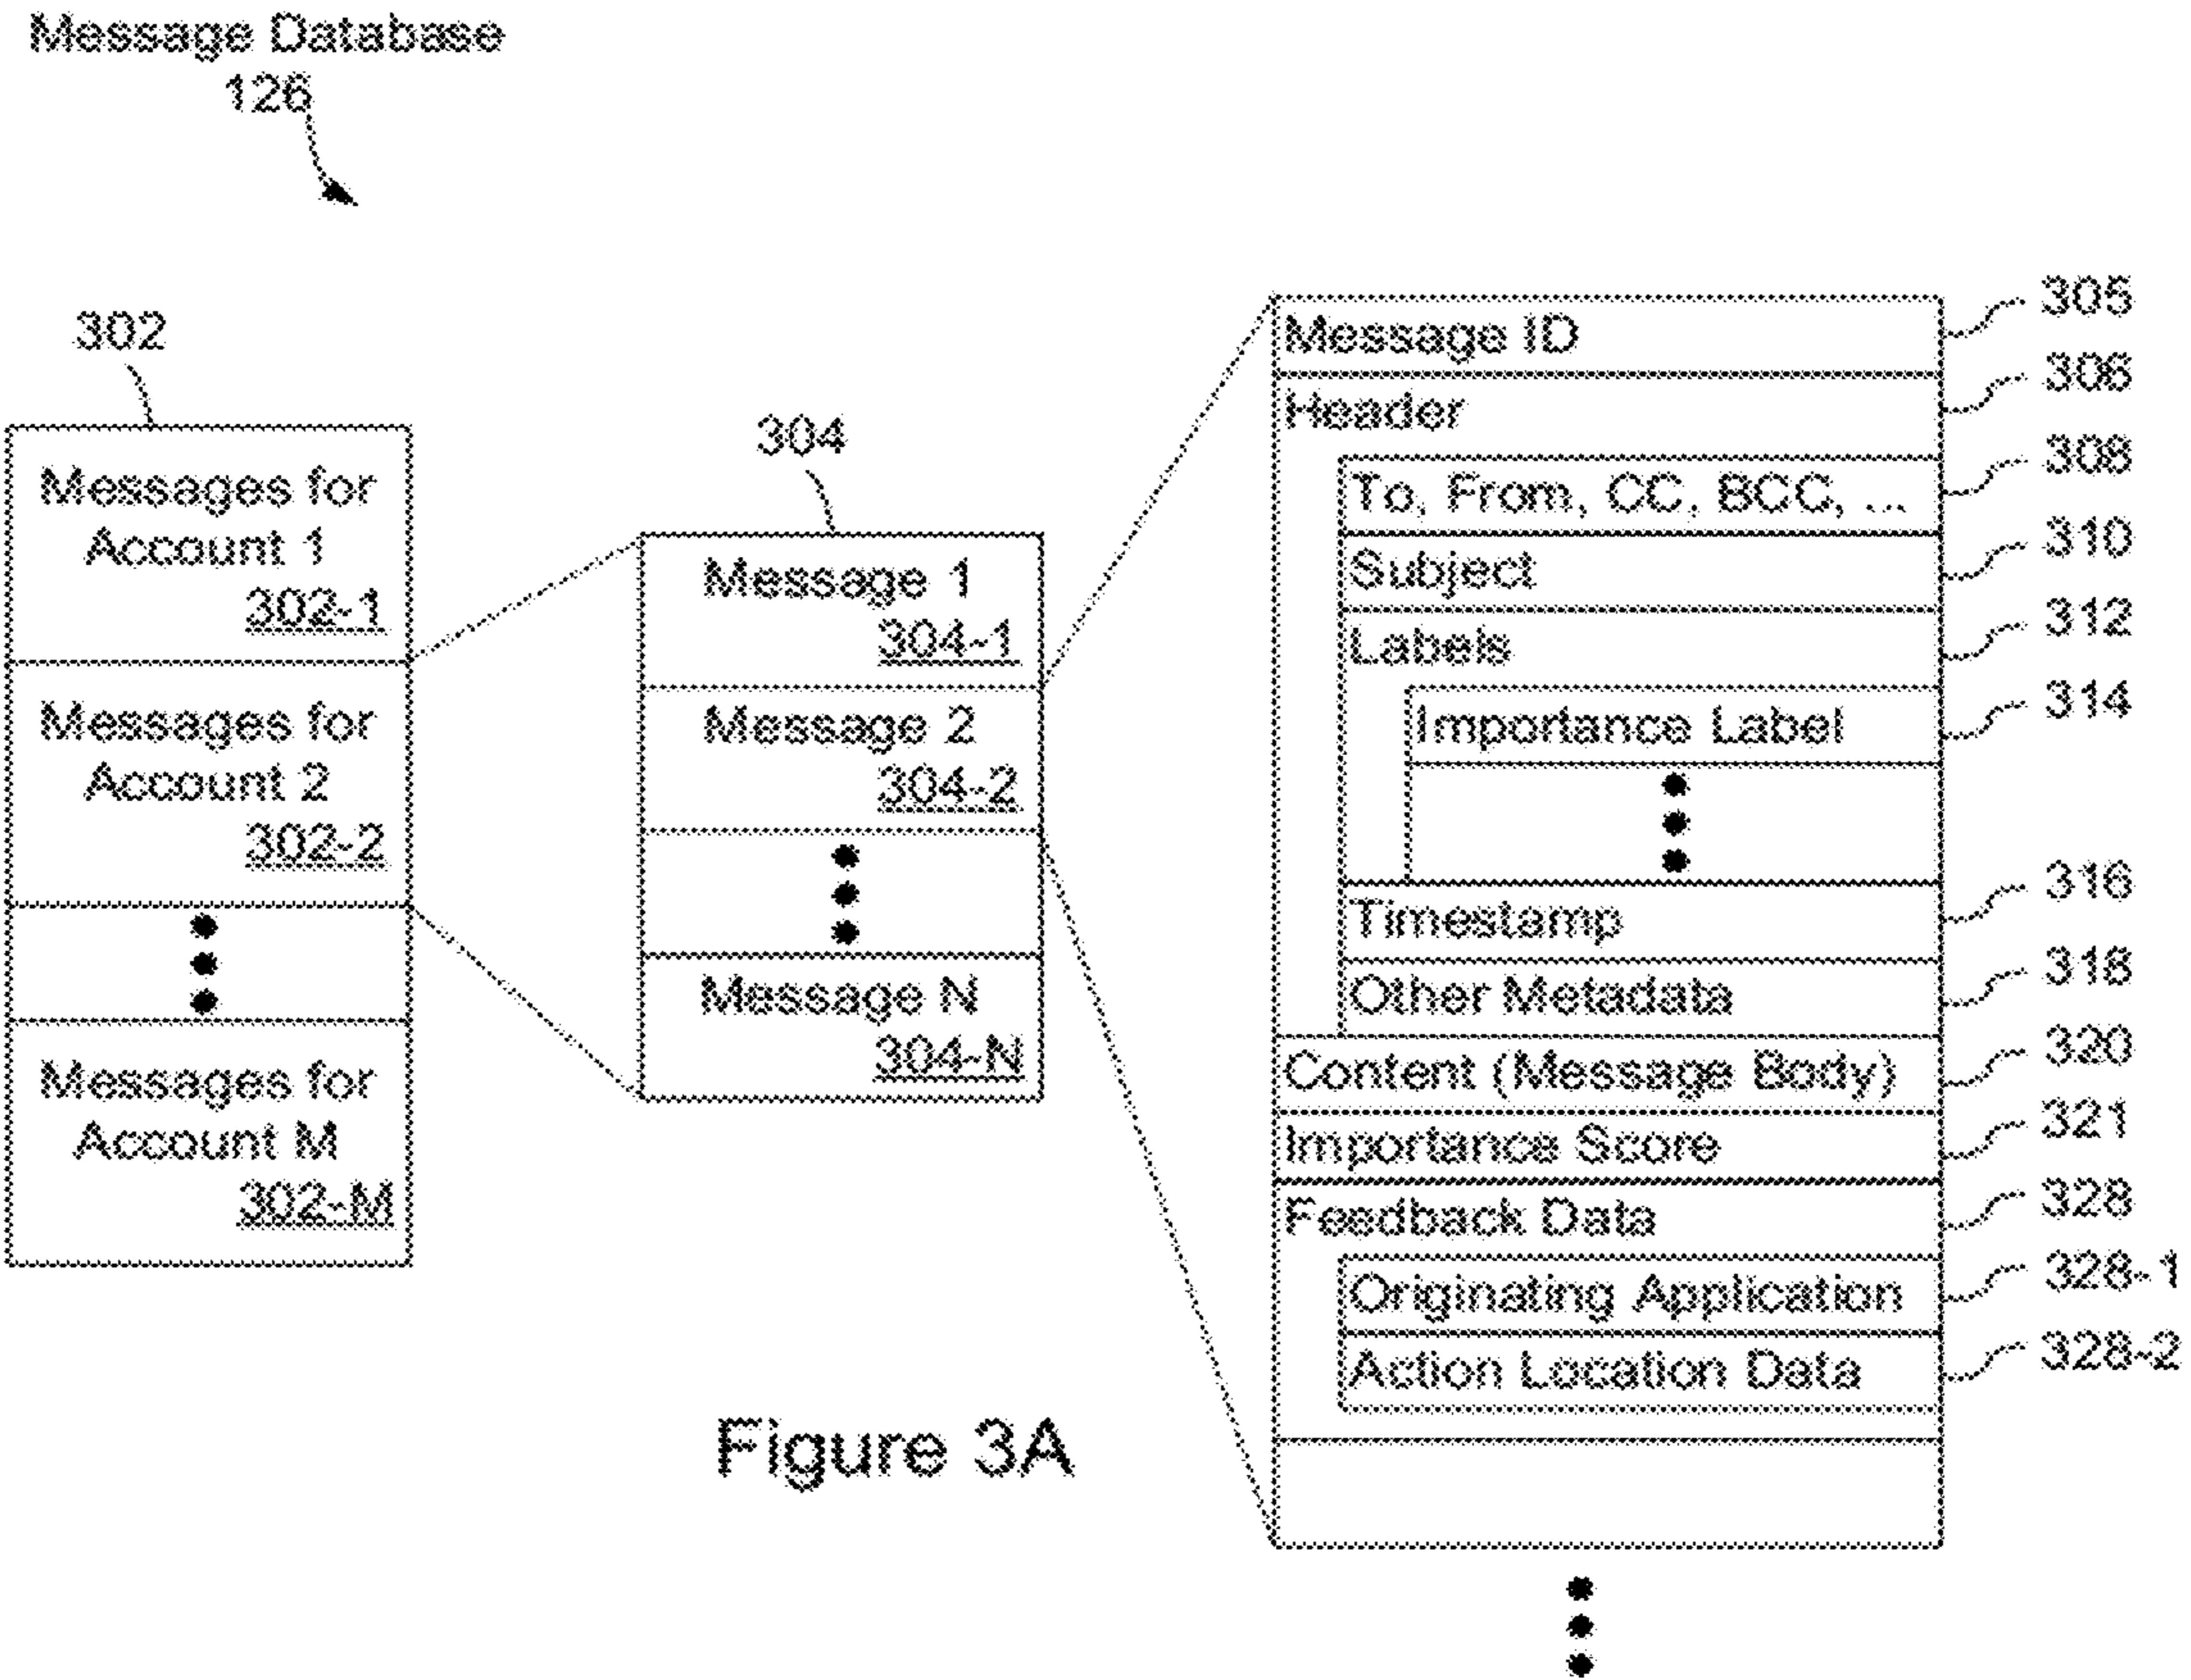 Message Database
126
302
Messages for
Account 1
302-1
Messages for
Account 2
302-2
Messages for
Account M
302-M
304
Message 1
304-1
Message 2
304-2
Message N
304-N
Message ID
305
Header
306
To, From, CC, BCC, ...
308
Subject
310
Labels
312
Importance Label
314
Timestamp
316
Other Metadata
318
Content (Message Body)
320
Importance Score
321
Feedback Data
328
Originating Application
328-1
Action Location Data
328-2
Figure 3A